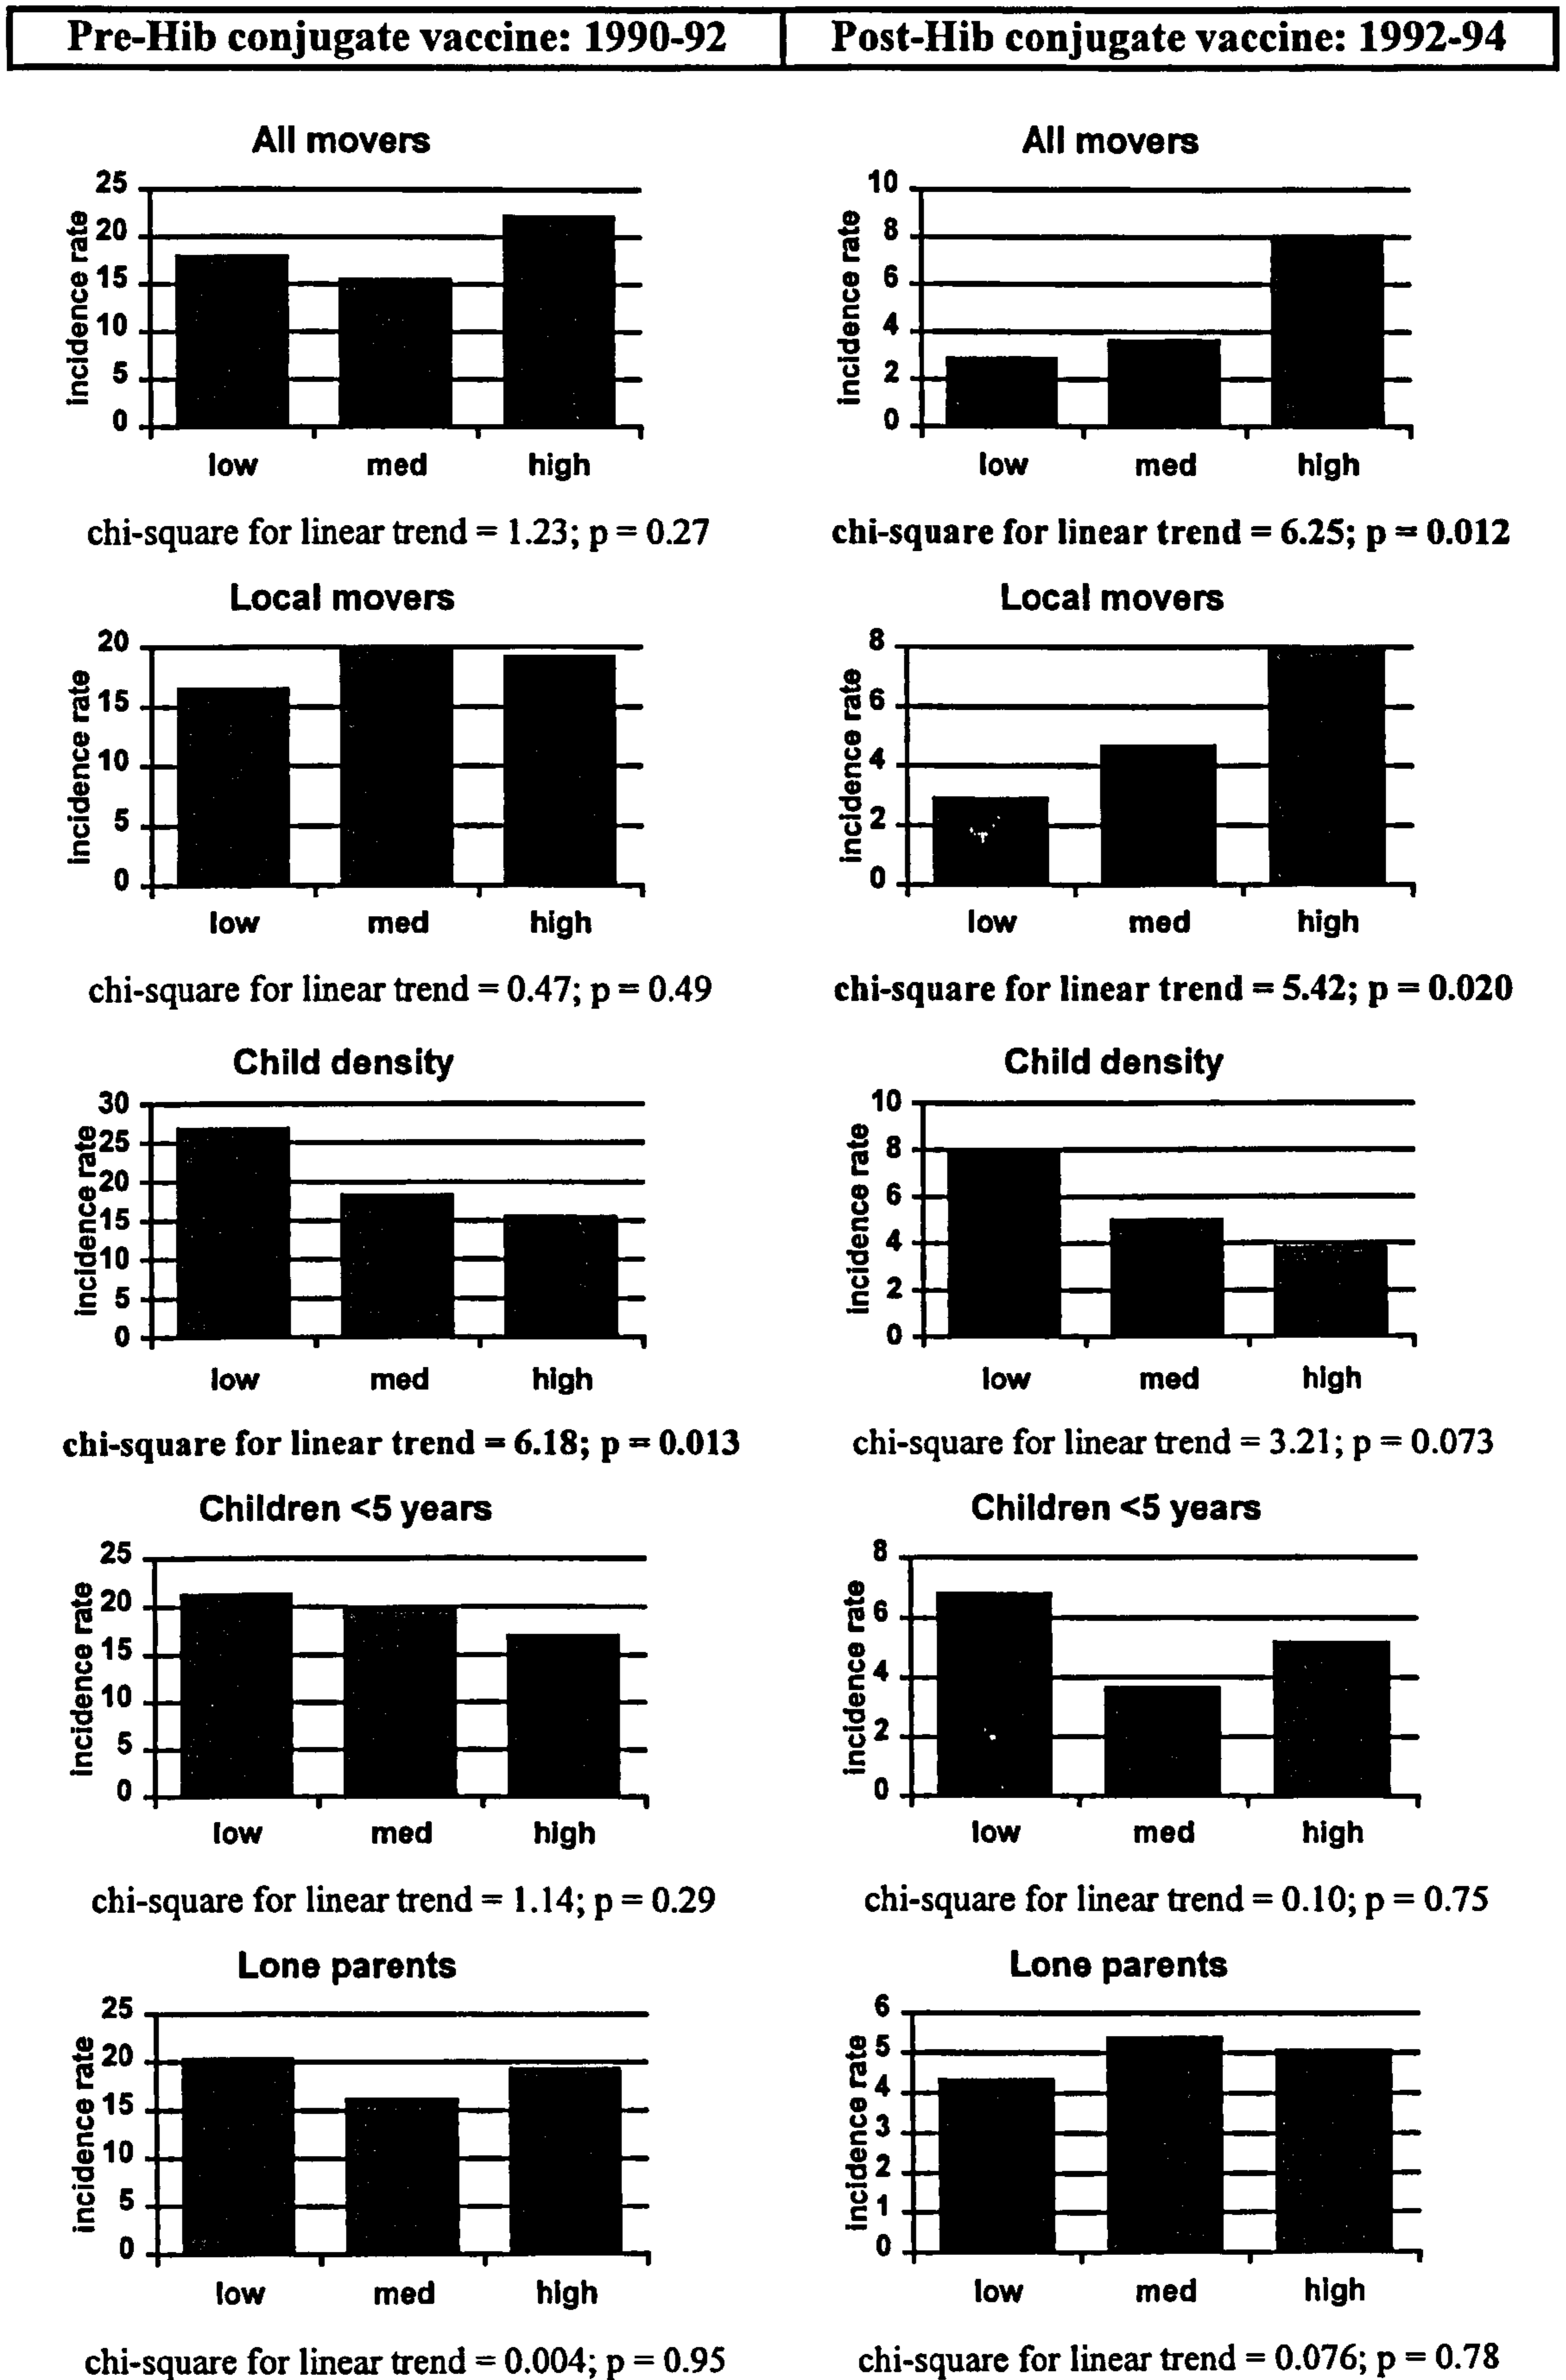 Pre-Hib conjugate vaccine: 1990-92
Post-Hib conjugate vaccine: 1992-94
All movers
25
20
15
10
5
0
incidence rate
low med high
chi-square for linear trend = 1.23; p = 0.27
All movers
10
8
6
4
2
0
incidence rate
low med high
chi-square for linear trend = 6.25; p = 0.012
Local movers
20
15
10
5
0
incidence rate
low med high
chi-square for linear trend = 0.47; p = 0.49
Local movers
8
6
4
2
0
incidence rate
low med high
chi-square for linear trend = 5.42; p = 0.020
Child density
30
25
20
15
10
5
0
incidence rate
low med high
chi-square for linear trend = 6.18; p = 0.013
Child density
10
8
6
4
2
0
incidence rate
low med high
chi-square for linear trend = 3.21; p = 0.073
Children <5 years
25
20
15
10
5
0
incidence rate
low med high
chi-square for linear trend = 1.14; p = 0.29
Children <5 years
8
6
4
2
0
incidence rate
low med high
chi-square for linear trend = 0.10; p = 0.75
Lone parents
25
20
15
10
5
0
incidence rate
low med high
chi-square for linear trend = 0.004; p = 0.95
Lone parents
6
5
4
3
2
1
0
incidence rate
low med high
chi-square for linear trend = 0.076; p = 0.78